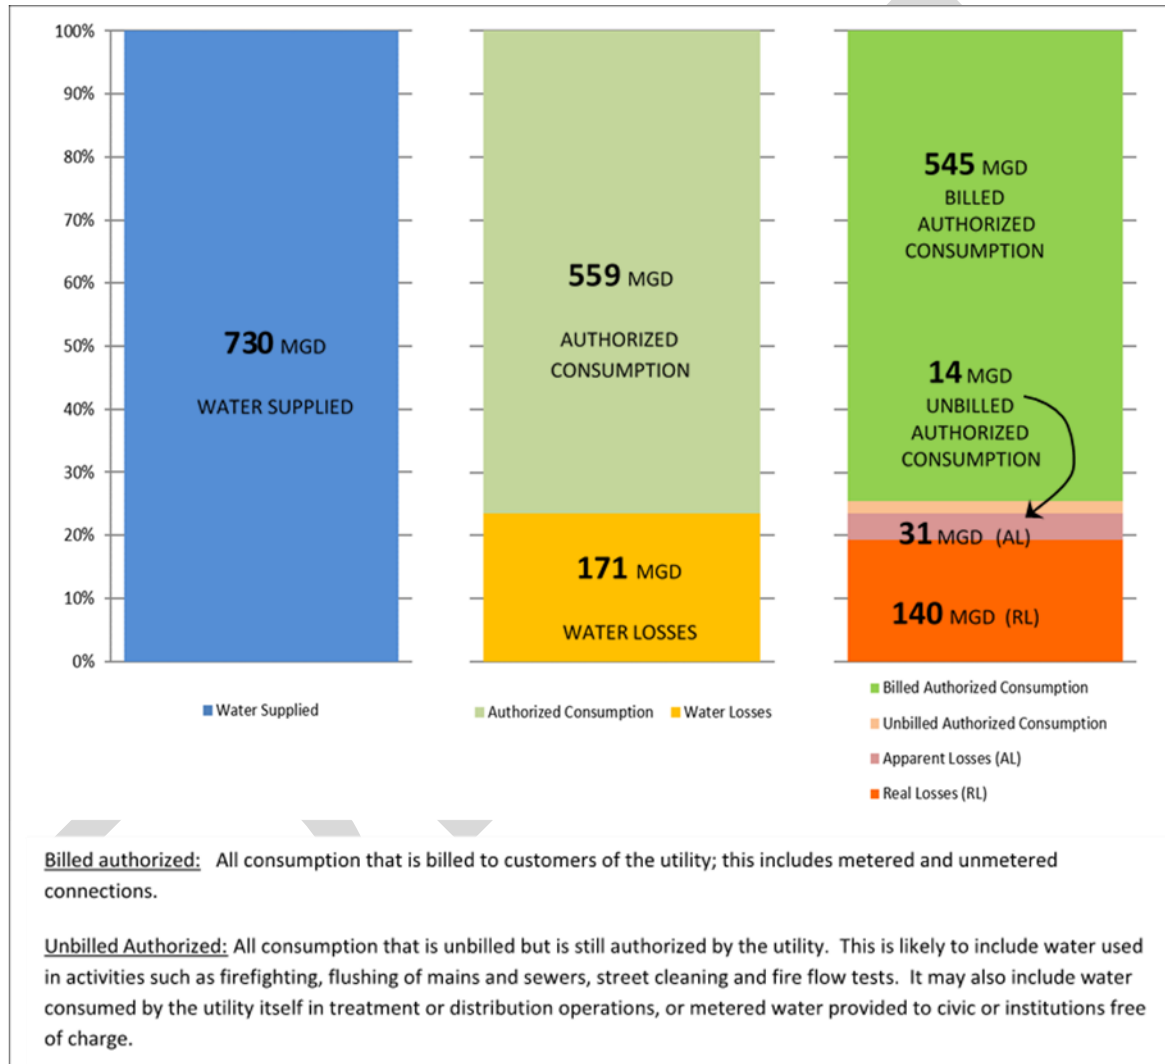 100%
90%
80%
70%
60%
50%
40%
30%
20%
10%
0%
730 MGD
WATER SUPPLIED
559 MGD
AUTHORIZED
CONSUMPTION
171 MGD
WATER LOSSES
545 MGD
BILLED
AUTHORIZED
CONSUMPTION
14 MGD
UNBILLED
AUTHORIZED
CONSUMPTION
31 MGD (AL)
140 MGD (RL)
Water Supplied
Authorized Consumption Water Losses
Billed Authorized Consumption
Unbilled Authorized Consumption
Apparent Losses (AL)
Real Losses (RL)
Billed authorized: All consumption that is billed to customers of the utility; this includes metered and unmetered
connections.
Unbilled Authorized: All consumption that is unbilled but is still authorized by the utility. This is likely to include water used
in activities such as firefighting, flushing of mains and sewers, street cleaning and fire flow tests. It may also include water
consumed by the utility itself in treatment or distribution operations, or metered water provided to civic or institutions free
of charge.